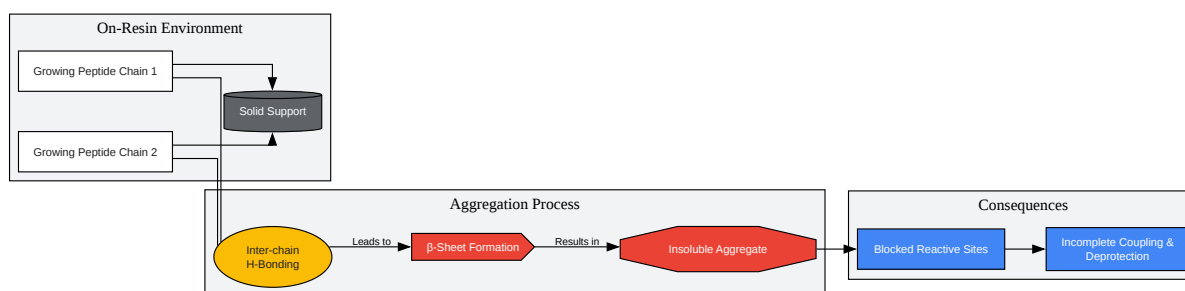 On-Resin Environment
Growing Peptide Chain 1
Solid Support
Growing Peptide Chain 2
Aggregation Process
Inter-chain
H-Bonding
Leads to
β-Sheet Formation
Results in
Insoluble Aggregate
Consequences
Blocked Reactive Sites
Incomplete Coupling &
Deprotection